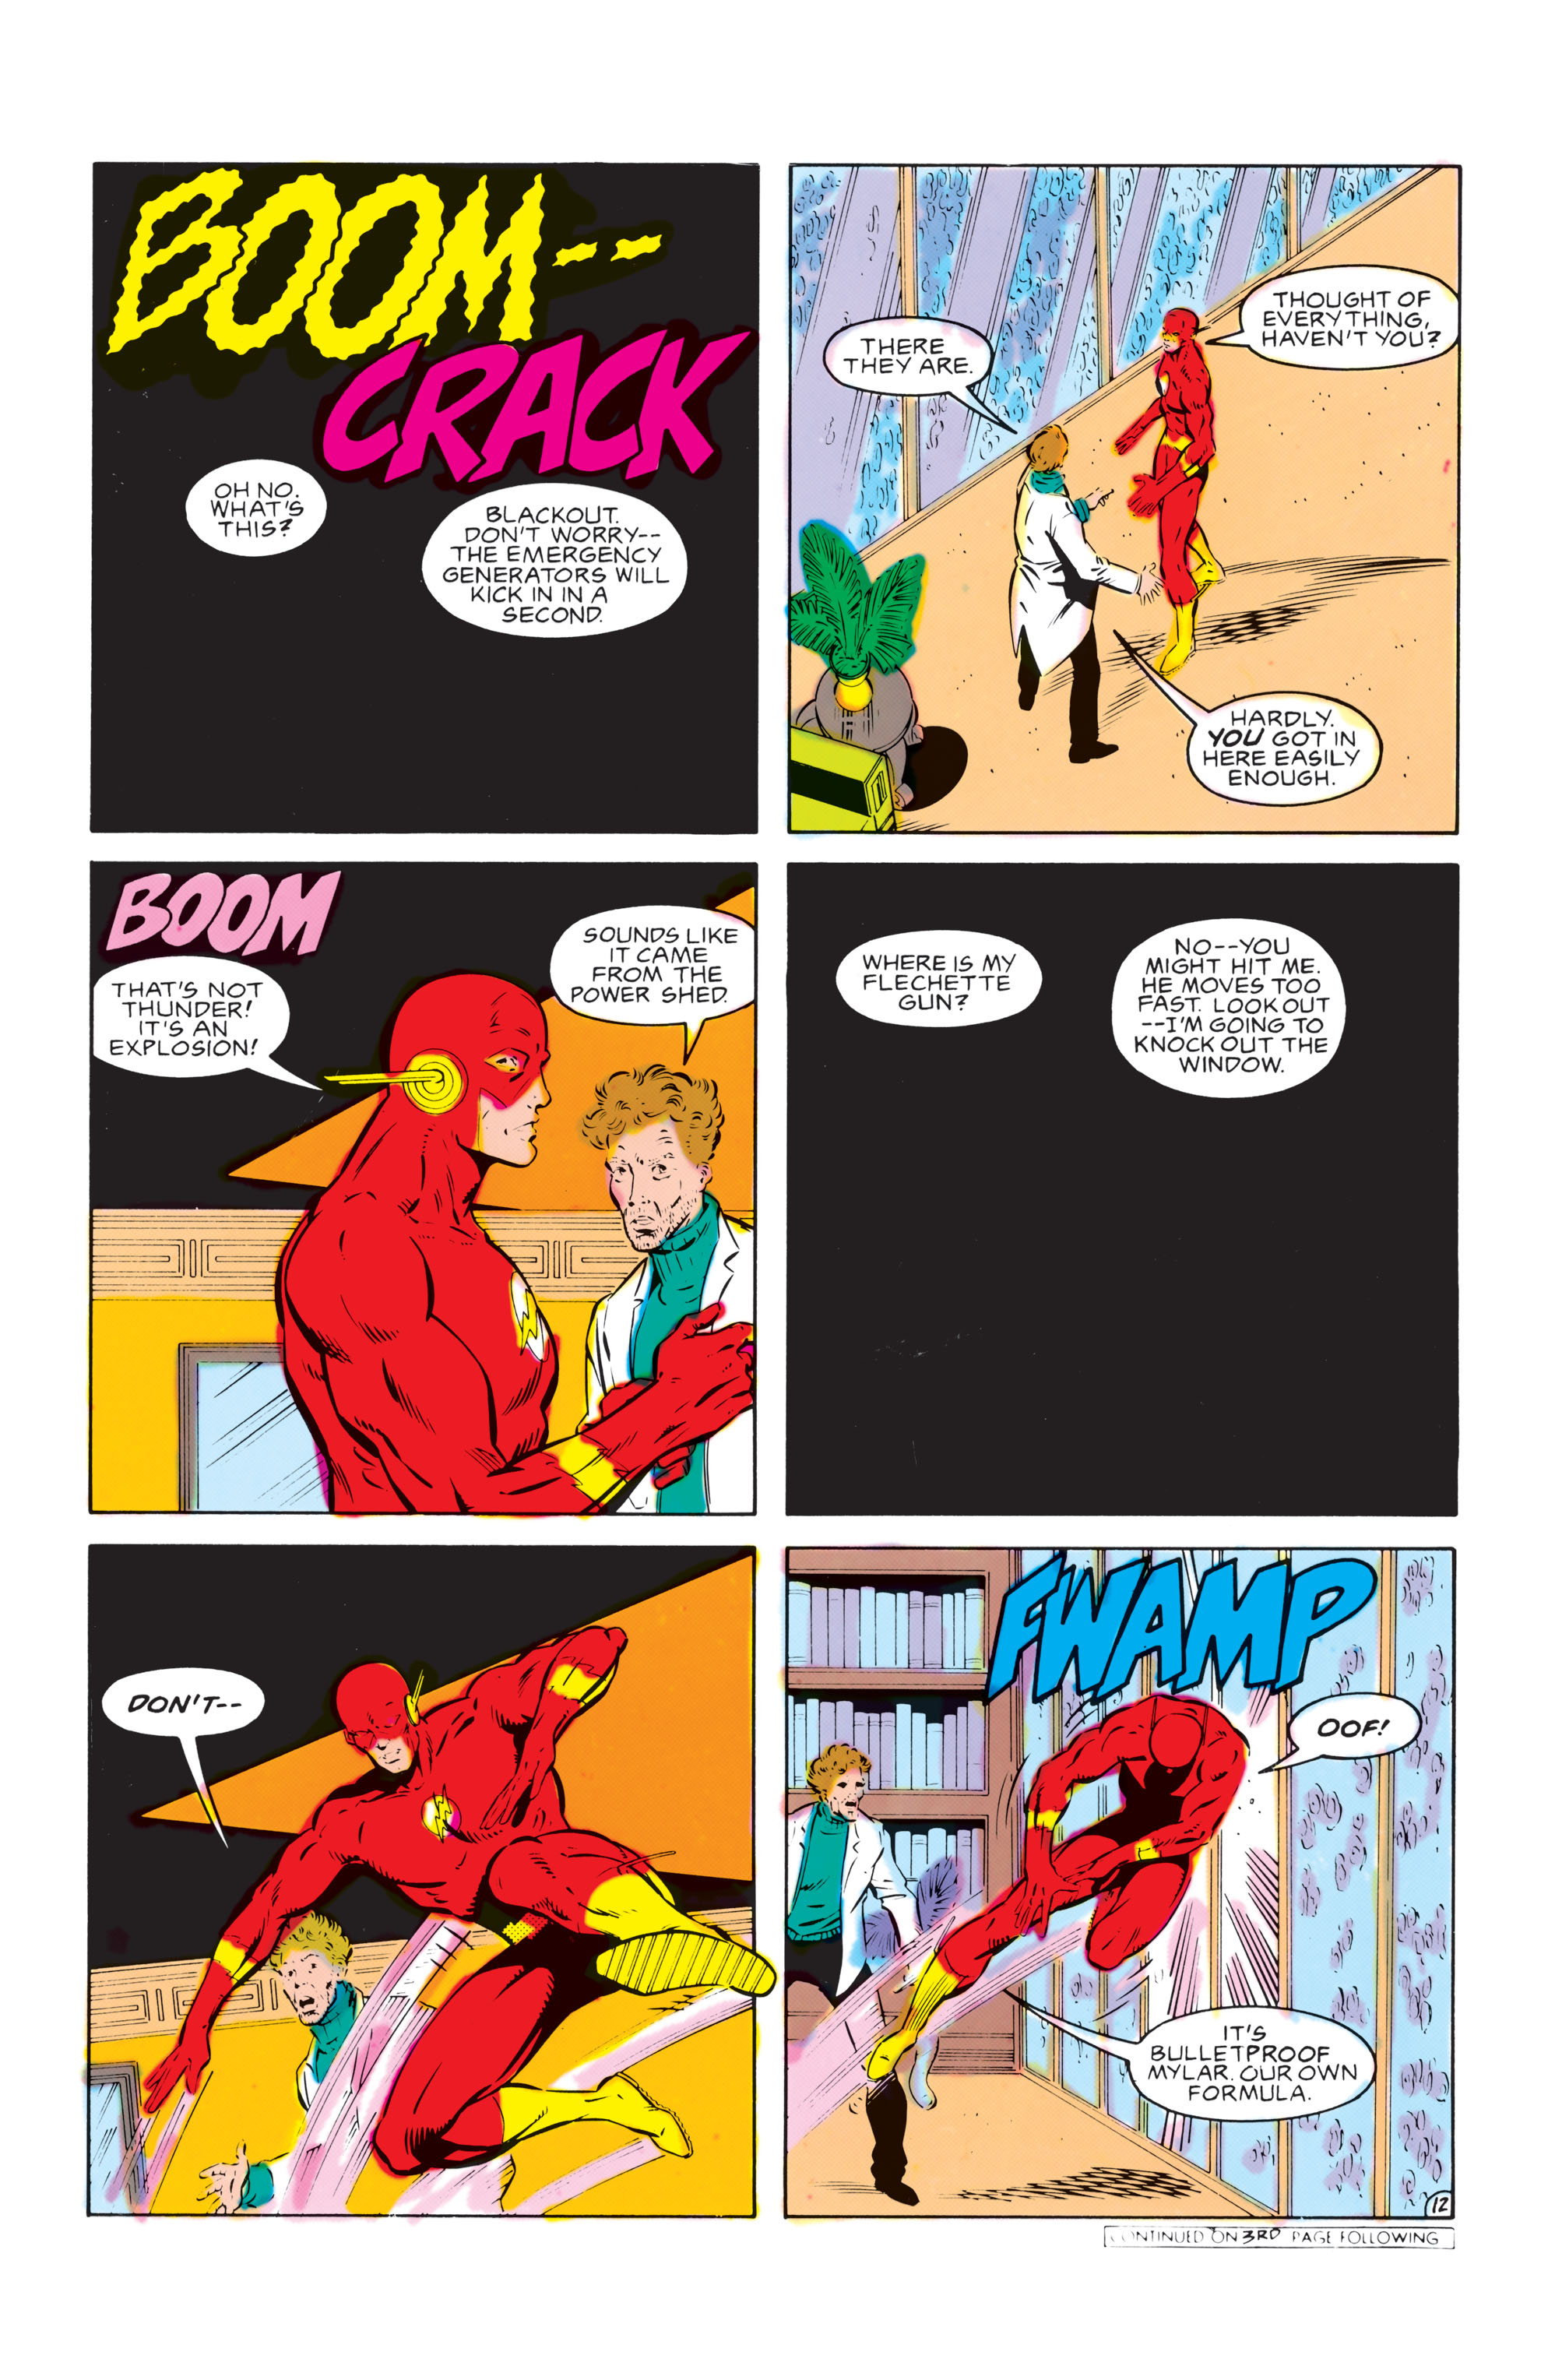 BOOM--
CRACK
OH NO.
WHAT'S
THIS?
BLACKOUT.
DON'T WORRY--
THE EMERGENCY
GENERATORS WILL
KICK IN IN A
SECOND.
THERE
THEY ARE.
THOUGHT OF
EVERYTHING,
HAVEN'T YOU?
HARDLY.
YOU GOT IN
HERE EASILY
ENOUGH.
BOOM
THAT'S NOT
THUNDER!
IT'S AN
EXPLOSION!
SOUNDS LIKE
IT CAME
FROM THE
POWER SHED.
WHERE IS MY
FLECHETTE
GUN?
NO--YOU
MIGHT HIT ME.
HE MOVES TOO
FAST. LOOK OUT
--I'M GOING TO
KNOCK OUT THE
WINDOW.
DON'T--
FWAMP
OOF!
IT'S
BULLETPROOF
MYLAR. OUR OWN
FORMULA.
12
CONTINUED ON 3RD PAGE FOLLOWING